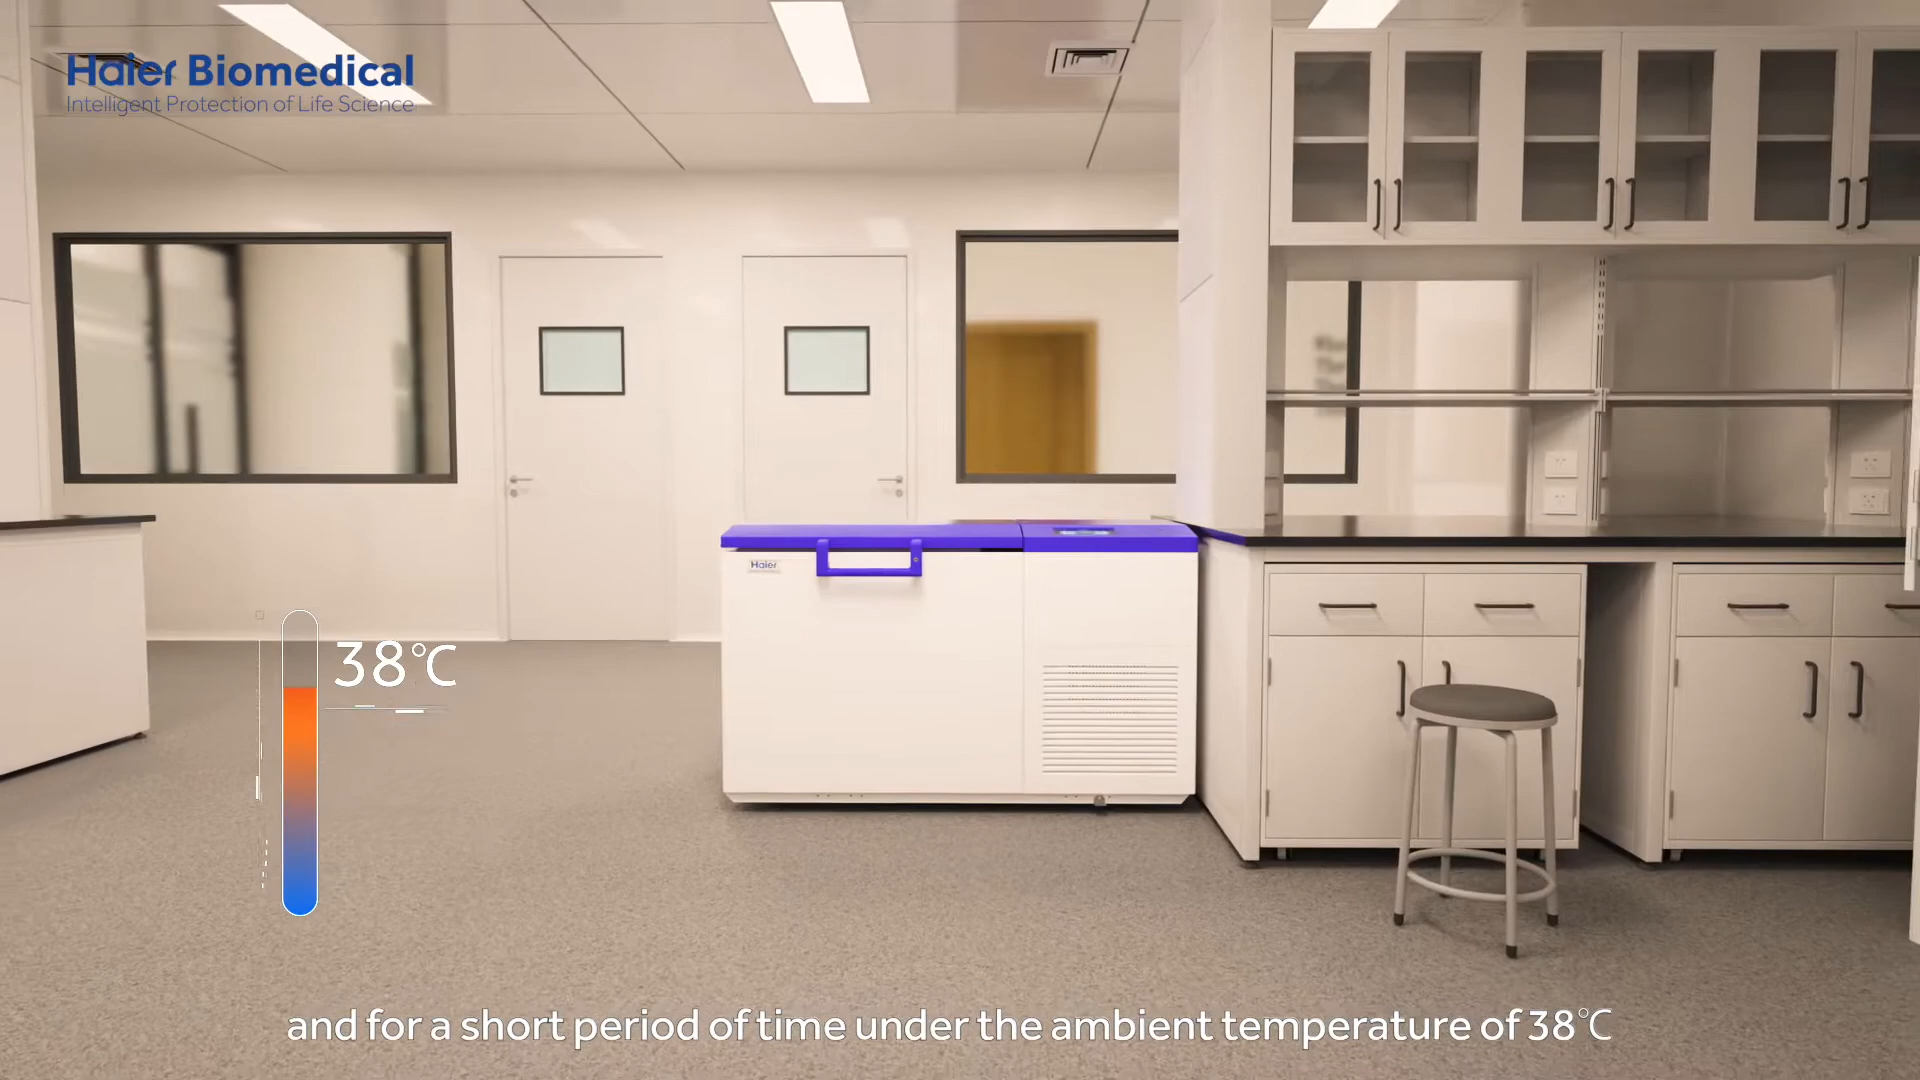 Haier Biomedical
Intelligent Protection of Life Science
Haier
38℃
and for a short period of time under the ambient temperature of 38℃